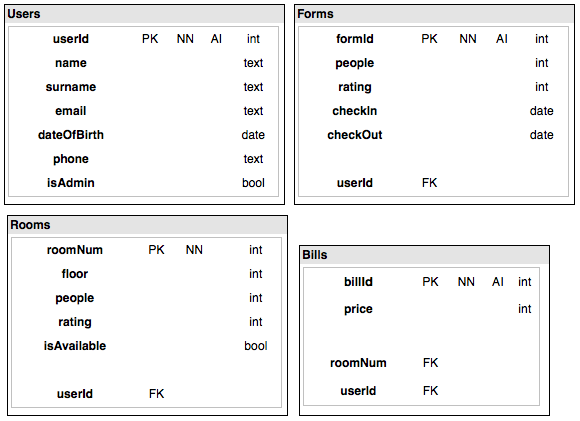 Users
userId PK NN AI int
name text
surname text
email text
dateOfBirth date
phone text
isAdmin bool
Forms
formId PK NN AI int
people int
rating int
checkIn date
checkOut date
userId FK
Rooms
roomNum PK NN int
floor int
people int
rating int
isAvailable bool
userId FK
Bills
billId PK NN AI int
price int
roomNum FK
userId FK